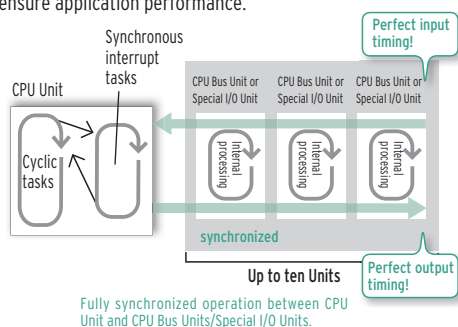 ensure application performance.
Perfect input
timing!
Synchronous
interrupt
tasks
CPU Unit
CPU Bus Unit or
Special I/O Unit
CPU Bus Unit or
Special I/O Unit
CPU Bus Unit or
Special I/O Unit
Cyclic
tasks
Internal
processing
Internal
processing
Internal
processing
synchronized
Up to ten Units
Perfect output
timing!
Fully synchronized operation between CPU
Unit and CPU Bus Units/Special I/O Units.